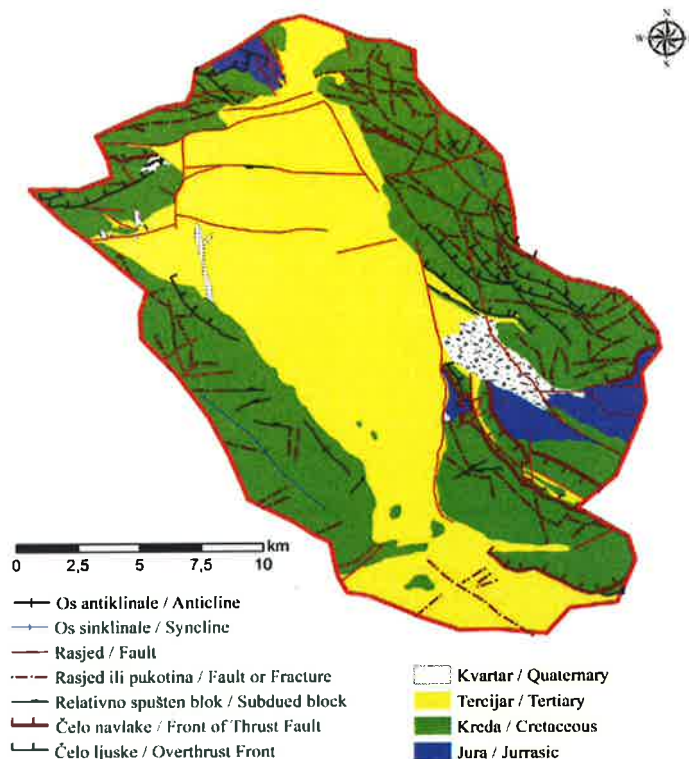 N
W
S
km
0 2,5 5 7,5 10
Os antiklinale / Anticline
Os sinklinale / Syncline
Rasjed / Fault
Rasjed ili pukotina / Fault or Fracture
Relativno spušten blok / Subdued block
Čelo navlake / Front of Thrust Fault
Čelo ljuske / Overthrust Front
Kvartar / Quaternary
Tercijar / Tertiary
Kreda / Cretaceous
Jura / Jurrasic